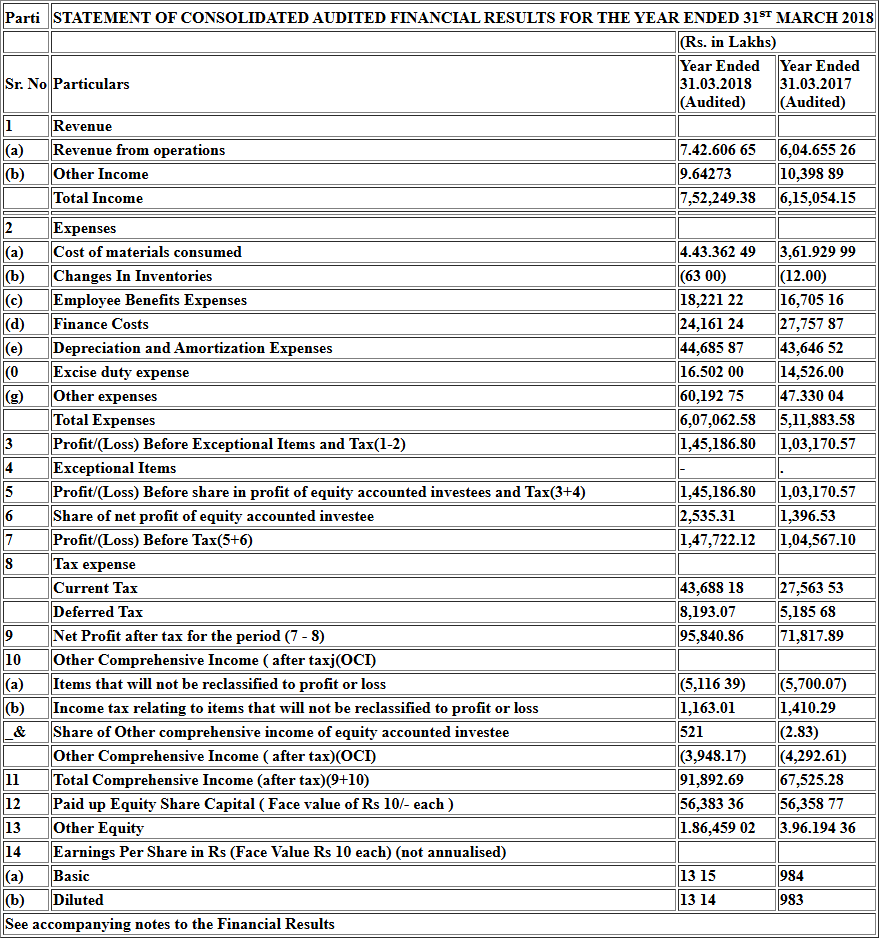 Parti STATEMENT OF CONSOLIDATED AUDITED FINANCIAL RESULTS FOR THE YEAR ENDED 31ST MARCH 2018
(Rs. in Lakhs)
Sr. No Particulars Year Ended 31.03.2018 (Audited) Year Ended 31.03.2017 (Audited)
1 Revenue
(a) Revenue from operations 7.42.606 65 6,04.655 26
(b) Other Income 9.64273 10,398 89
Total Income 7,52,249.38 6,15,054.15
2 Expenses
(a) Cost of materials consumed 4.43.362 49 3,61.929 99
(b) Changes In Inventories (63 00) (12.00)
(c) Employee Benefits Expenses 18,221 22 16,705 16
(d) Finance Costs 24,161 24 27,757 87
(e) Depreciation and Amortization Expenses 44,685 87 43,646 52
(0 Excise duty expense 16.502 00 14,526.00
(g) Other expenses 60,192 75 47.330 04
Total Expenses 6,07,062.58 5,11,883.58
3 Profit/(Loss) Before Exceptional Items and Tax(1-2) 1,45,186.80 1,03,170.57
4 Exceptional Items - .
5 Profit/(Loss) Before share in profit of equity accounted investees and Tax(3+4) 1,45,186.80 1,03,170.57
6 Share of net profit of equity accounted investee 2,535.31 1,396.53
7 Profit/(Loss) Before Tax(5+6) 1,47,722.12 1,04,567.10
8 Tax expense
Current Tax 43,688 18 27,563 53
Deferred Tax 8,193.07 5,185 68
9 Net Profit after tax for the period (7 - 8) 95,840.86 71,817.89
10 Other Comprehensive Income ( after taxj(OCI)
(a) Items that will not be reclassified to profit or loss (5,116 39) (5,700.07)
(b) Income tax relating to items that will not be reclassified to profit or loss 1,163.01 1,410.29
_& Share of Other comprehensive income of equity accounted investee 521 (2.83)
Other Comprehensive Income ( after tax)(OCI) (3,948.17) (4,292.61)
11 Total Comprehensive Income (after tax)(9+10) 91,892.69 67,525.28
12 Paid up Equity Share Capital ( Face value of Rs 10/- each ) 56,383 36 56,358 77
13 Other Equity 1.86,459 02 3.96.194 36
14 Earnings Per Share in Rs (Face Value Rs 10 each) (not annualised)
(a) Basic 13 15 984
(b) Diluted 13 14 983
See accompanying notes to the Financial Results